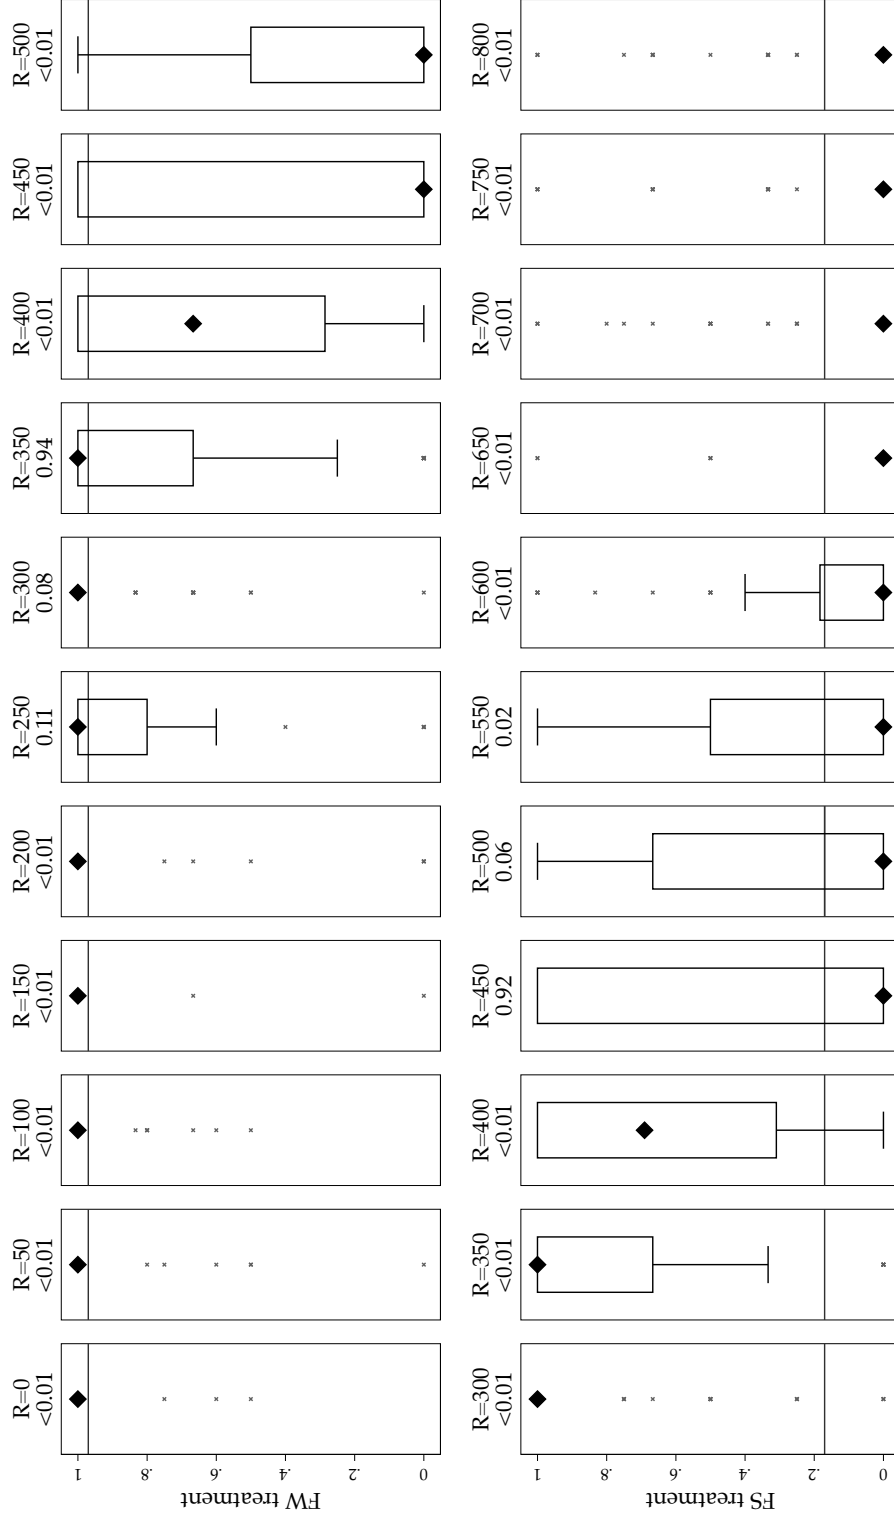 R=0 R=50 R=100 R=150 R=200 R=250 R=300 R=350 R=400 R=450 R=500
<0.01 <0.01 <0.01 <0.01 <0.01 0.11 0.08 0.94 <0.01 <0.01 <0.01
FW treatment
1
.8
.6
.4
.2
0
R=300 R=350 R=400 R=450 R=500 R=550 R=600 R=650 R=700 R=750 R=800
<0.01 <0.01 <0.01 0.92 0.06 0.02 <0.01 <0.01 <0.01 <0.01 <0.01
FS treatment
1
.8
.6
.4
.2
0